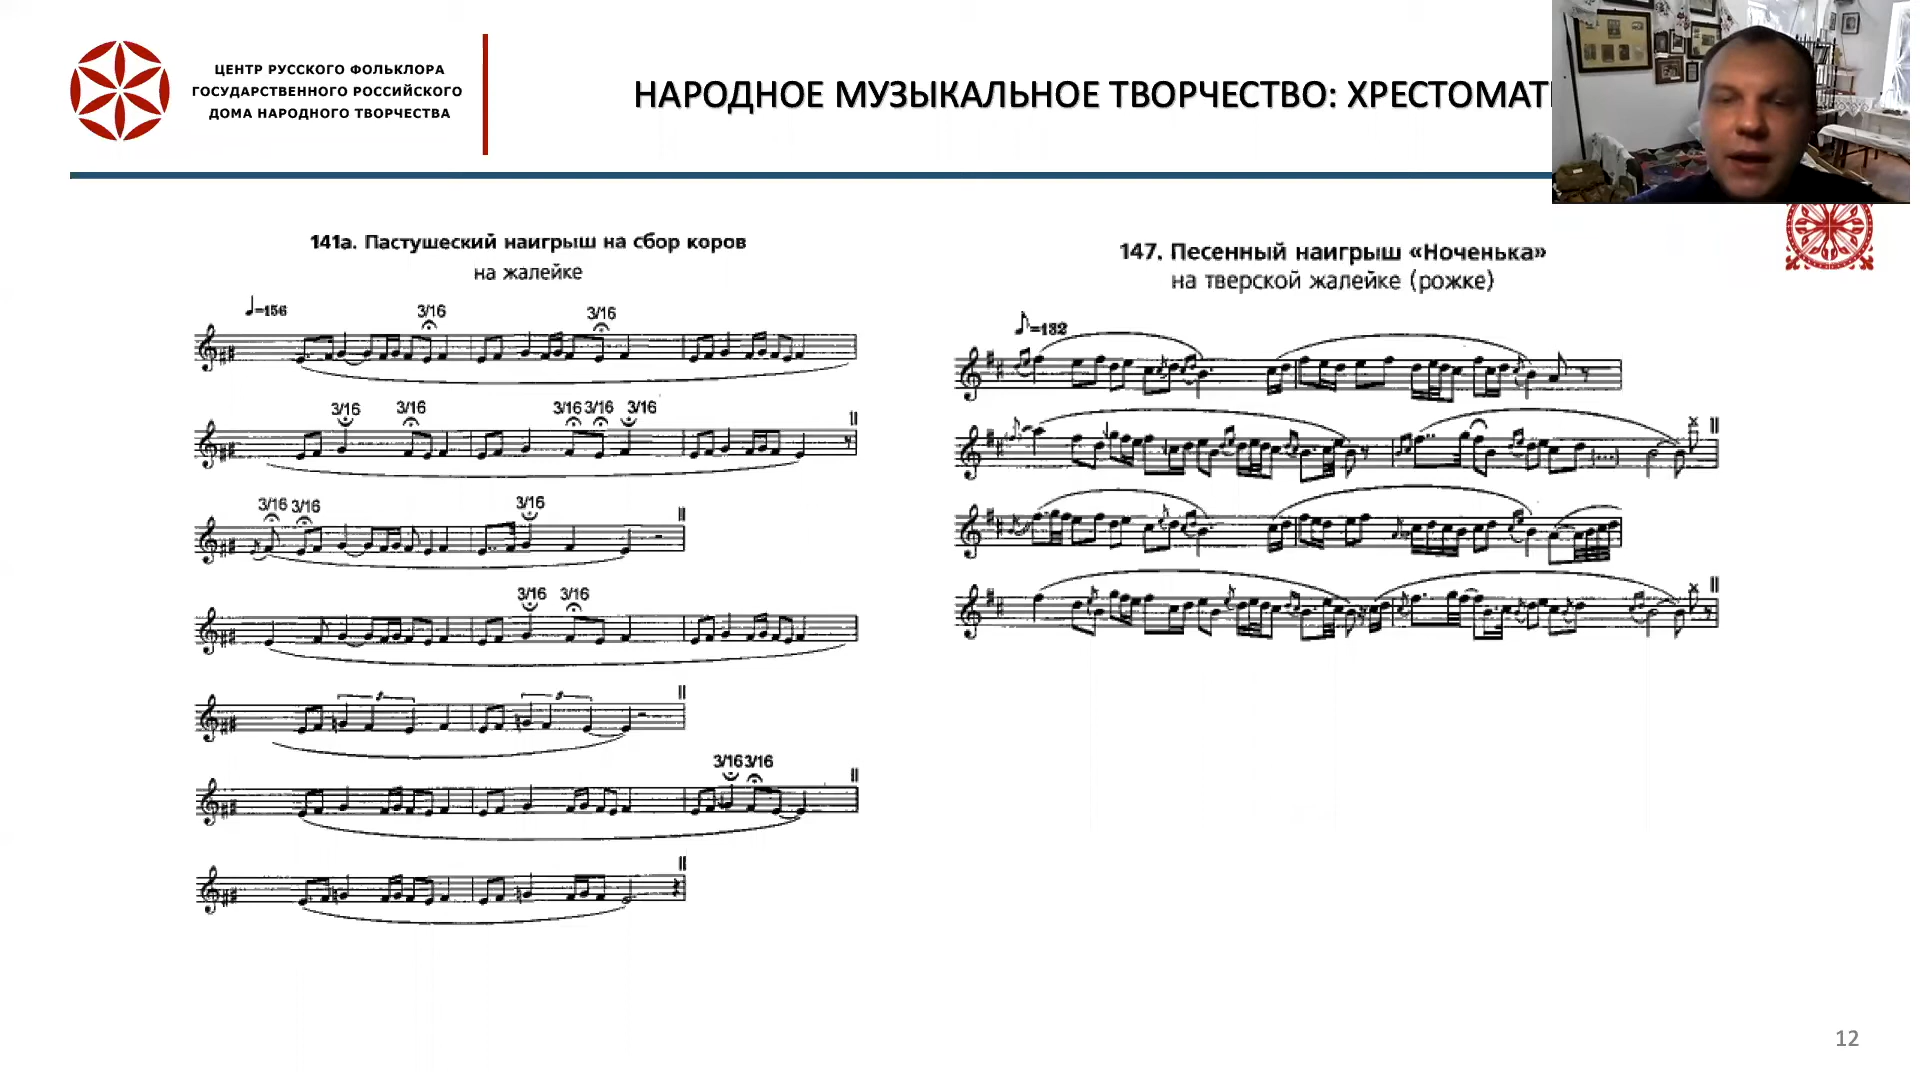 ЦЕНТР РУССКОГО ФОЛЬКЛОРА
ГОСУДАРСТВЕННОГО РОССИЙСКОГО
ДОМА НАРОДНОГО ТВОРЧЕСТВА
НАРОДНОЕ МУЗЫКАЛЬНОЕ ТВОРЧЕСТВО: ХРЕСТОМАТ
141а. Пастушеский наигрыш на сбор коров
на жалейке
=156
3/16 3/16
3/16 3/16 3/16 3/16 3/16
3/16 3/16 3/16
3/16 3/16
3 3
3/16 3/16
147. Песенный наигрыш «Ноченька»
на тверской жалейке (рожке)
=132
12